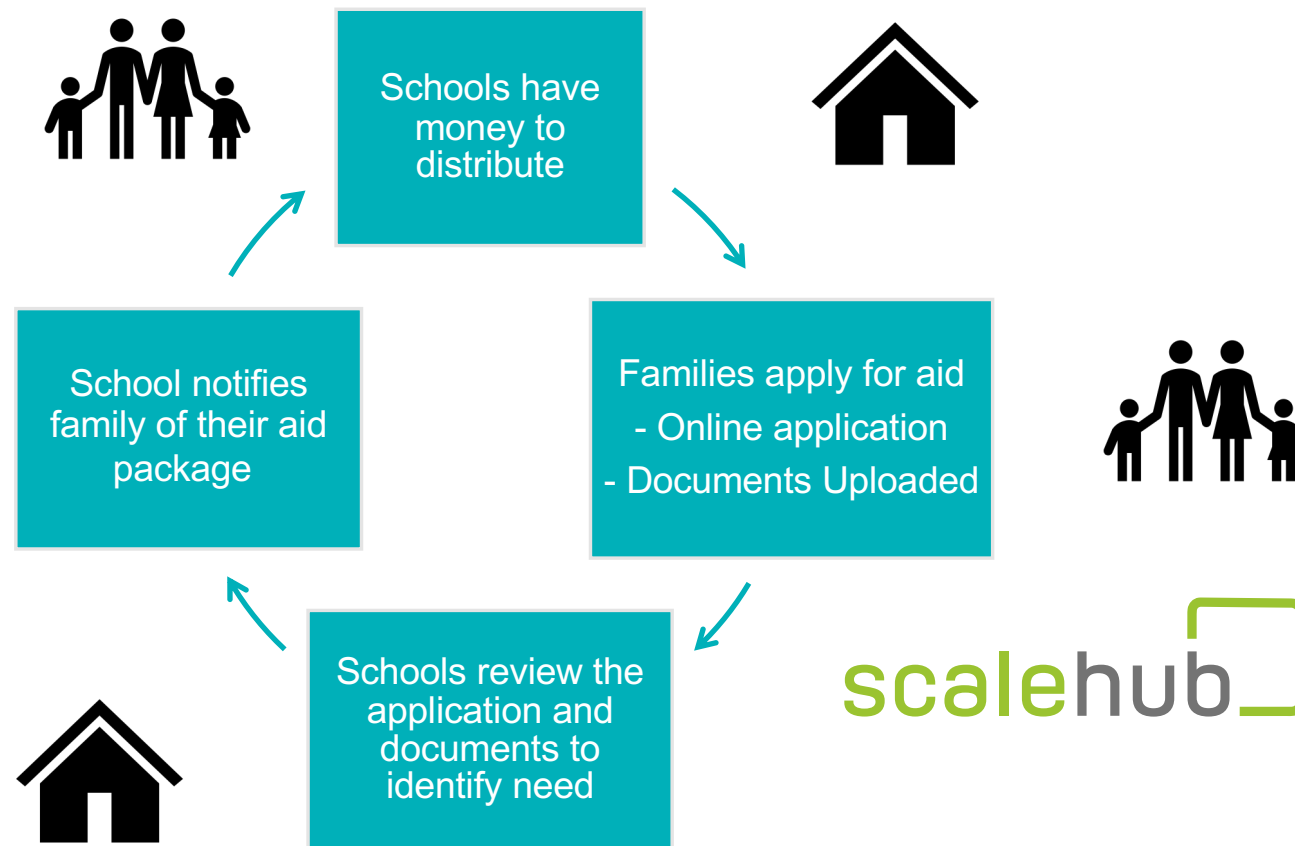 Schools have
money to
distribute
Families apply for aid
- Online application
- Documents Uploaded
Schools review the
application and
documents to
identify need
School notifies
family of their aid
package
scalehub